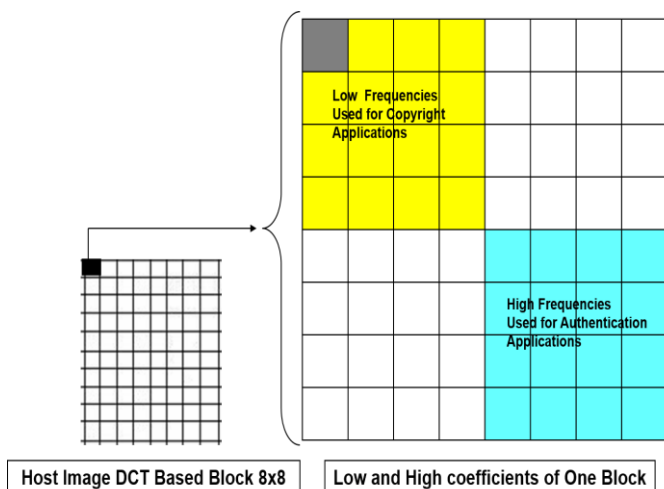 Low Frequencies
Used for Copyright
Applications
High Frequencies
Used for Authentication
Applications
Host Image DCT Based Block 8x8
Low and High coefficients of One Block